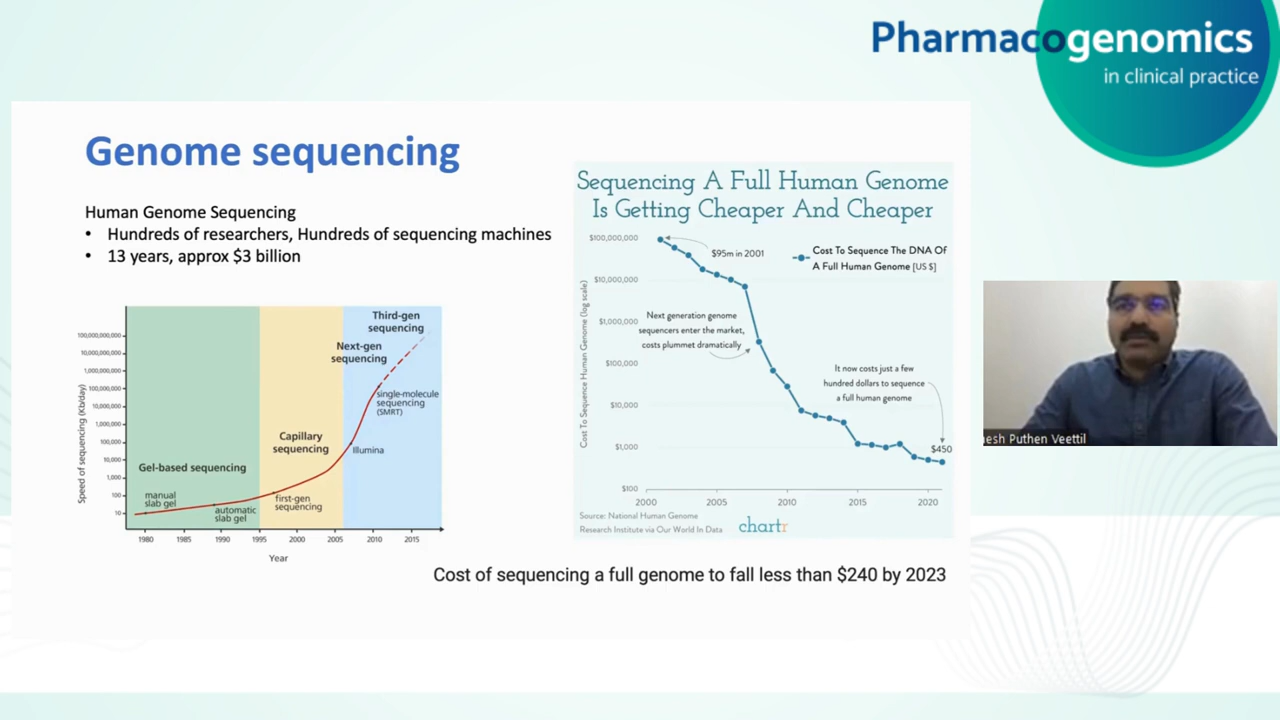 Pharmacogenomics
in clinical practice
Genome sequencing
Human Genome Sequencing
• Hundreds of researchers, Hundreds of sequencing machines
• 13 years, approx $3 billion
Speed of sequencing (Kb/day)
100,000,000,000
10,000,000,000
1,000,000,000
100,000,000
10,000,000
1,000,000
100,000
10,000
1,000
100
10
Gel-based sequencing
manual
slab gel
automatic
slab gel
Capillary
sequencing
first-gen
sequencing
Third-gen
sequencing
Next-gen
sequencing
single-molecule
sequencing
(SMRT)
Illumina
1980 1985 1990 1995 2000 2005 2010 2015
Year
Sequencing A Full Human Genome
Is Getting Cheaper And Cheaper
Cost To Sequence Human Genome (log scale)
$100,000,000
$10,000,000
$1,000,000
$100,000
$10,000
$1,000
$100
$95m in 2001
Cost To Sequence The DNA Of
A Full Human Genome [US $]
Next generation genome
sequencers enter the market,
costs plummet dramatically
It now costs just a few
hundred dollars to sequence
a full human genome
$450
2000 2005 2010 2015 2020
Source: National Human Genome
Research Institute via Our World In Data
chartr
Cost of sequencing a full genome to fall less than $240 by 2023
esh Puthen Veettil